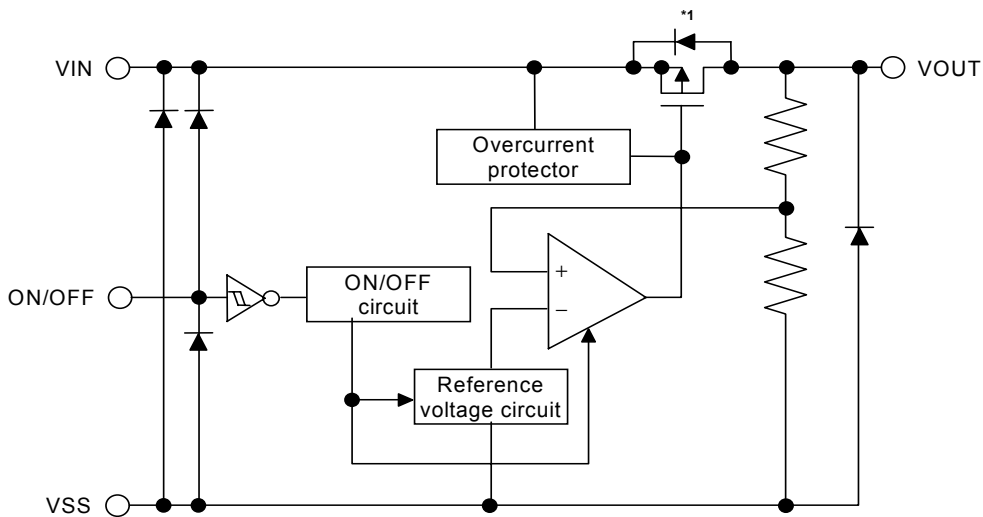 *1
VIN
VOUT
Overcurrent
protector
+
−
ON/OFF
ON/OFF
circuit
Reference
voltage circuit
VSS